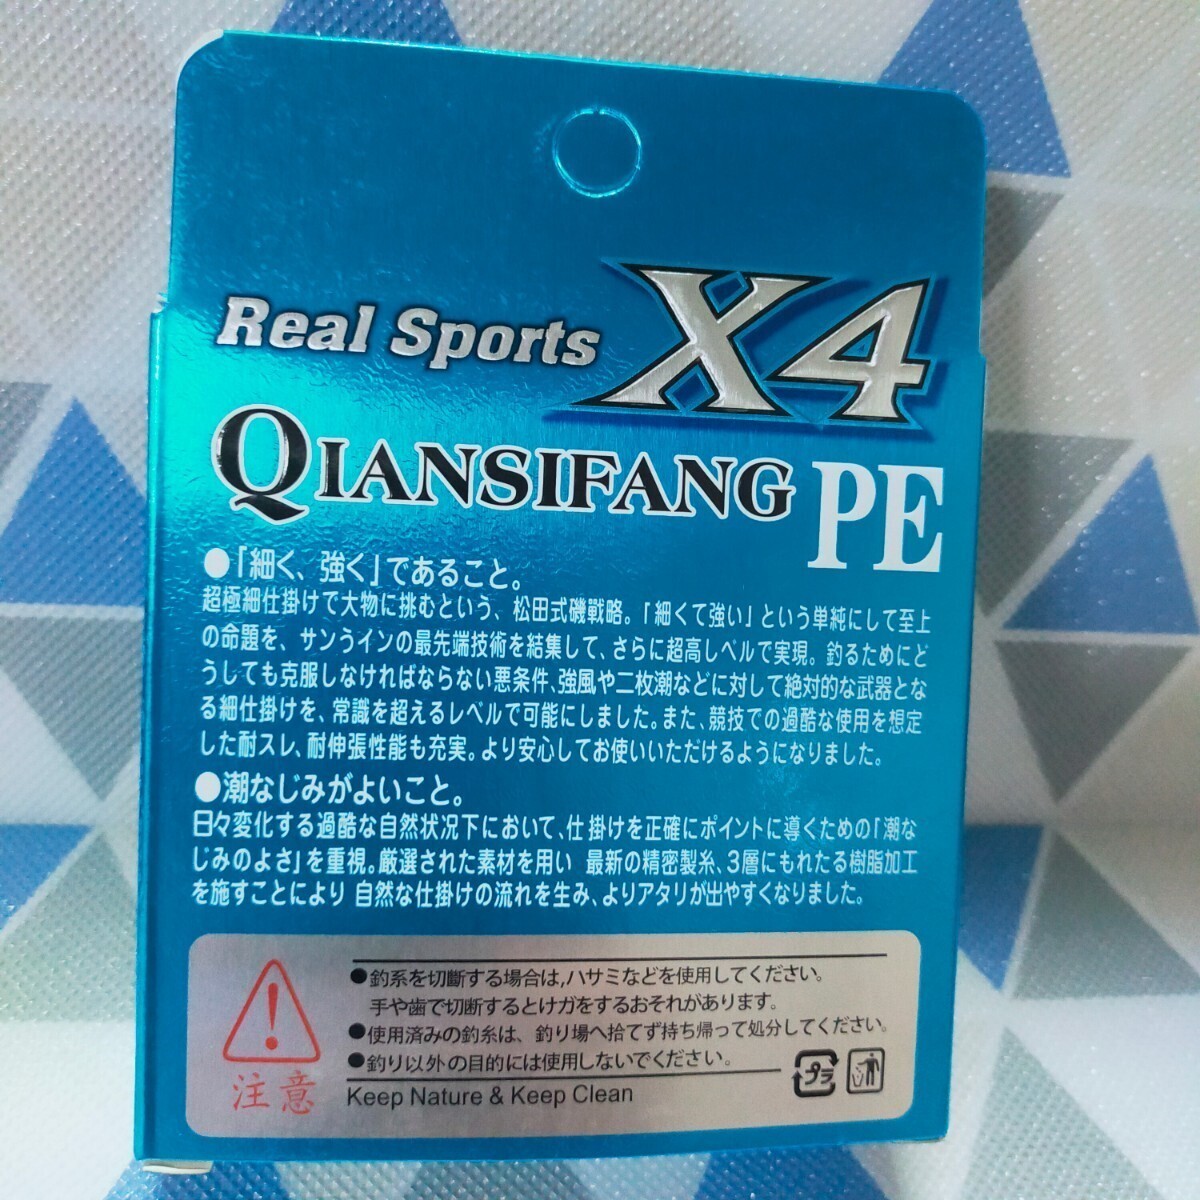 Real Sports X4
QIANSIFANG PE
●「細く、強く」であること。
超極細仕掛けで大物に挑むという、松田式磯戦略。「細くて強い」という単純にして至上
の命題を、サンうインの最先端技術を結集して、さらに超高しベルで実現。釣るためにど
うしても克服しなければならない悪条件、強風や二枚潮などに対して絶対的な武器とな
る細仕掛けを、常識を超えるレベルで可能にしました。また、競技での過酷な使用を想定
した耐スレ、耐伸張性能も充実。より安心してお使いいただけるようになりました。
●潮なじみがよいこと。
日々変化する過酷な自然状況下において、仕掛けを正確にポイントに導くための「潮な
じみのよさ」を重視。厳選された素材を用い 最新の精密製糸、3層にもれたる樹脂加工
を施すことにより 自然な仕掛けの流れを生み、よりアタリが出やすくなりました。
●釣系を切斷する場合は,ハサミなどを使用してください。
手や歯で切断するとけガをするおそれがあります。
●使用済みの釣糸は、釣り場へ拾てず持ち帰って処分してください。
●釣り以外の目的には使用しないでください。
注意
Keep Nature & Keep Clean
プラ